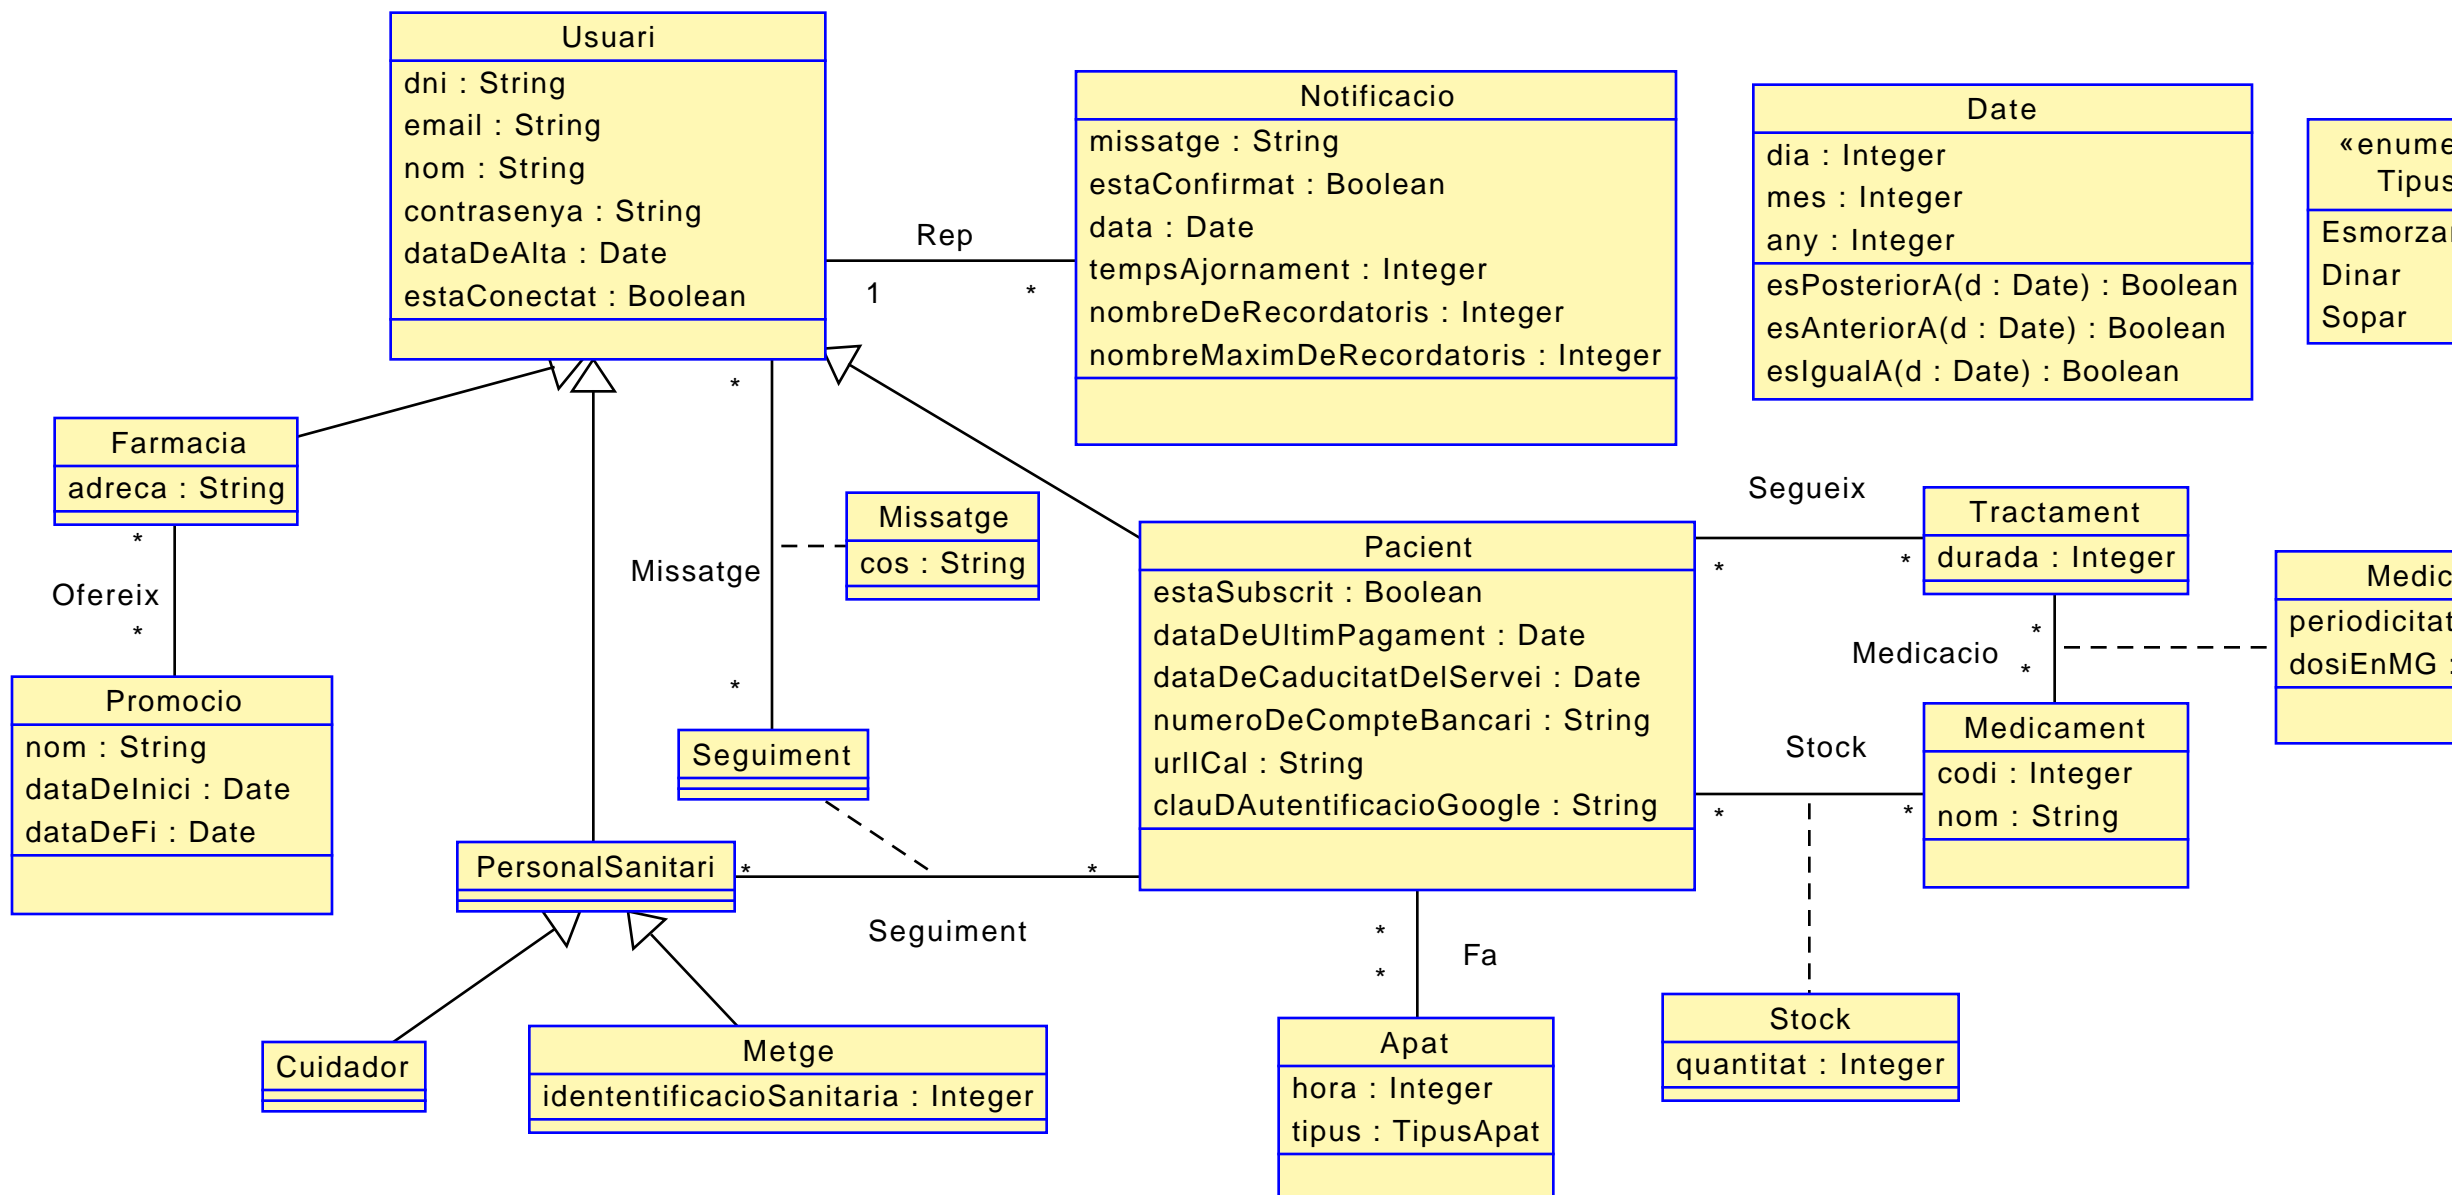 Usuari
dni : String
email : String
nom : String
contrasenya : String
dataDeAlta : Date
estaConectat : Boolean
Rep
1
*
Notificacio
missatge : String
estaConfirmat : Boolean
data : Date
tempsAjornament : Integer
nombreDeRecordatoris : Integer
nombreMaximDeRecordatoris : Integer
Date
dia : Integer
mes : Integer
any : Integer
esPosteriorA(d : Date) : Boolean
esAnteriorA(d : Date) : Boolean
esIgualA(d : Date) : Boolean
Dinar
Sopar
Farmacia
adreca : String
*
Ofereix
*
Promocio
nom : String
dataDeInici : Date
dataDeFi : Date
*
Missatge
*
Missatge
cos : String
Seguiment
PersonalSanitari
*
*
Seguiment
Cuidador
Metge
idententificacioSanitaria : Integer
Pacient
estaSubscrit : Boolean
dataDeUltimPagament : Date
dataDeCaducitatDelServei : Date
numeroDeCompteBancari : String
urlICal : String
clauDAutentificacioGoogle : String
Segueix
*
*
Tractament
durada : Integer
*
Medicacio
*
periodicitat
dosiEnMG :
Medicament
codi : Integer
nom : String
Stock
*
*
Stock
quantitat : Integer
*
Fa
*
Apat
hora : Integer
tipus : TipusApat